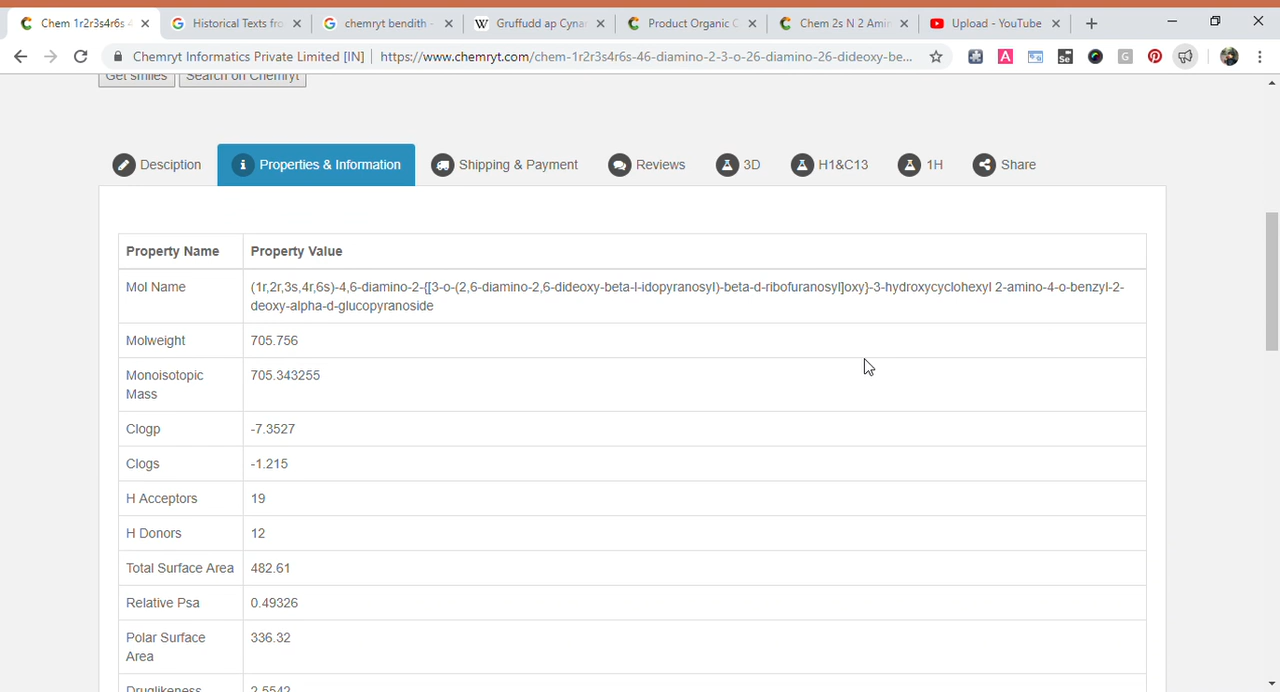 Chem 1r2r3s4r6s
Historical Texts fro
chemryt bendith -
Gruffudd ap Cyna
Product Organic C
Chem 2s N 2 Amin
Upload - YouTube
Chemryt Informatics Private Limited [IN] https://www.chemryt.com/chem-1r2r3s4r6s-46-diamino-2-3-o-26-diamino-26-dideoxy-be...
Get smiles Search on Chemryt
Desciption Properties & Information Shipping & Payment Reviews 3D H1&C13 1H Share
Property Name Property Value
Mol Name (1r,2r,3s,4r,6s)-4,6-diamino-2-{[3-o-(2,6-diamino-2,6-dideoxy-beta-l-idopyranosyl)-beta-d-ribofuranosyl]oxy}-3-hydroxycyclohexyl 2-amino-4-o-benzyl-2-
deoxy-alpha-d-glucopyranoside
Molweight 705.756
Monoisotopic 705.343255
Mass
Clogp -7.3527
Clogs -1.215
H Acceptors 19
H Donors 12
Total Surface Area 482.61
Relative Psa 0.49326
Polar Surface 336.32
Area
Druglikeness 2.5542